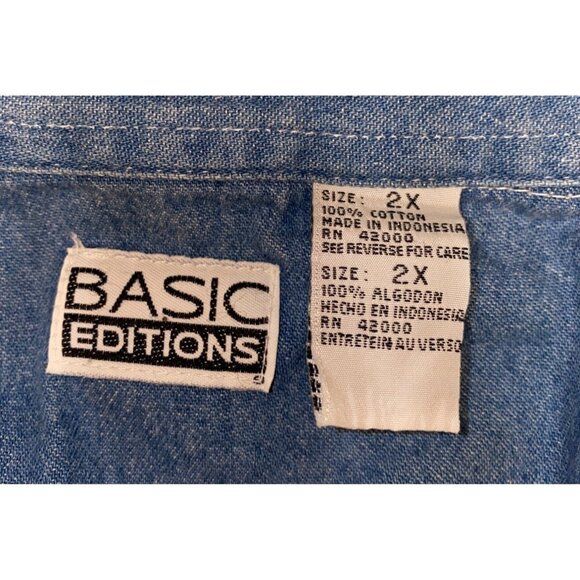 BASIC
EDITIONS
SIZE: 2X
100% COTTON
MADE IN INDONESIA
RN 42000
SEE REVERSE FOR CARE
SIZE: 2X
100% ALGODON
HECHO EN INDONESIA
RN 42000
ENTRETEIN AU VERSO